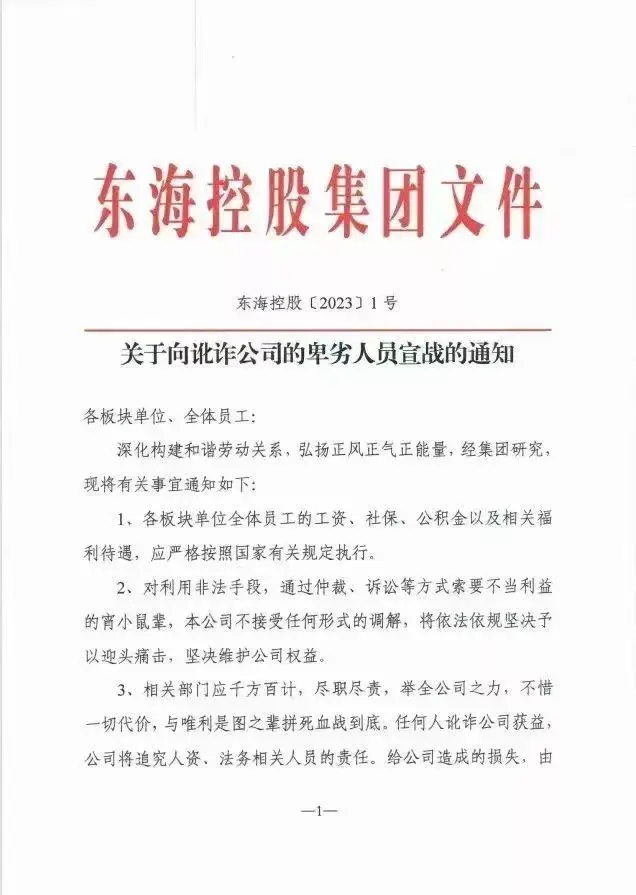 东海控股集团文件
东海控股〔2023〕1号
关于向讹诈公司的卑劣人员宣战的通知
各板块单位、全体员工：
深化构建和谐劳动关系，弘扬正风正气正能量，经集团研究，
现将有关事宜通知如下：
1、各板块单位全体员工的工资、社保、公积金以及相关福
利待遇，应严格按照国家有关规定执行。
2、对利用非法手段，通过仲裁、诉讼等方式索要不当利益
的宵小鼠辈，本公司不接受任何形式的调解，将依法依规坚决予
以迎头痛击，坚决维护公司权益。
3、相关部门应千方百计，尽职尽责，举全公司之力，不惜
一切代价，与唯利是图之辈拼死血战到底。任何人讹诈公司获益，
公司将追究人资、法务相关人员的责任。给公司造成的损失，由
—1—